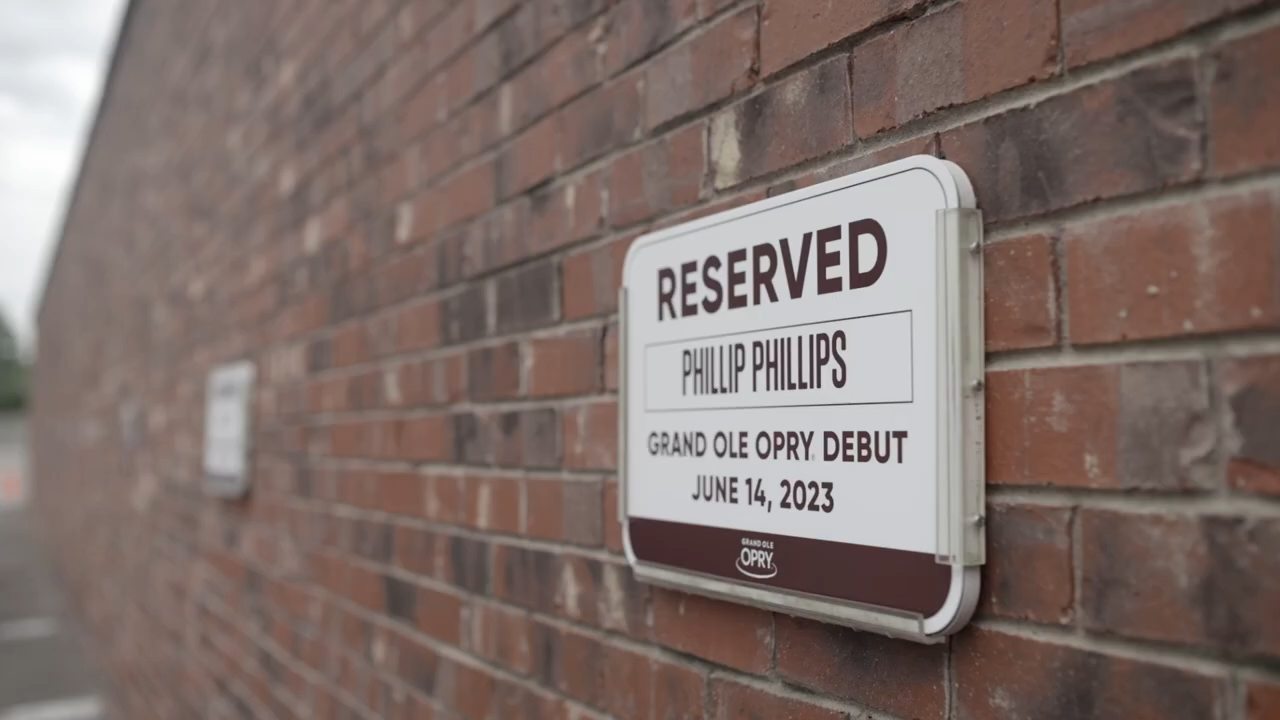 RESERVED
PHILLIP PHILLIPS
GRAND OLE OPRY® DEBUT
JUNE 14, 2023
GRAND OLE
OPRY